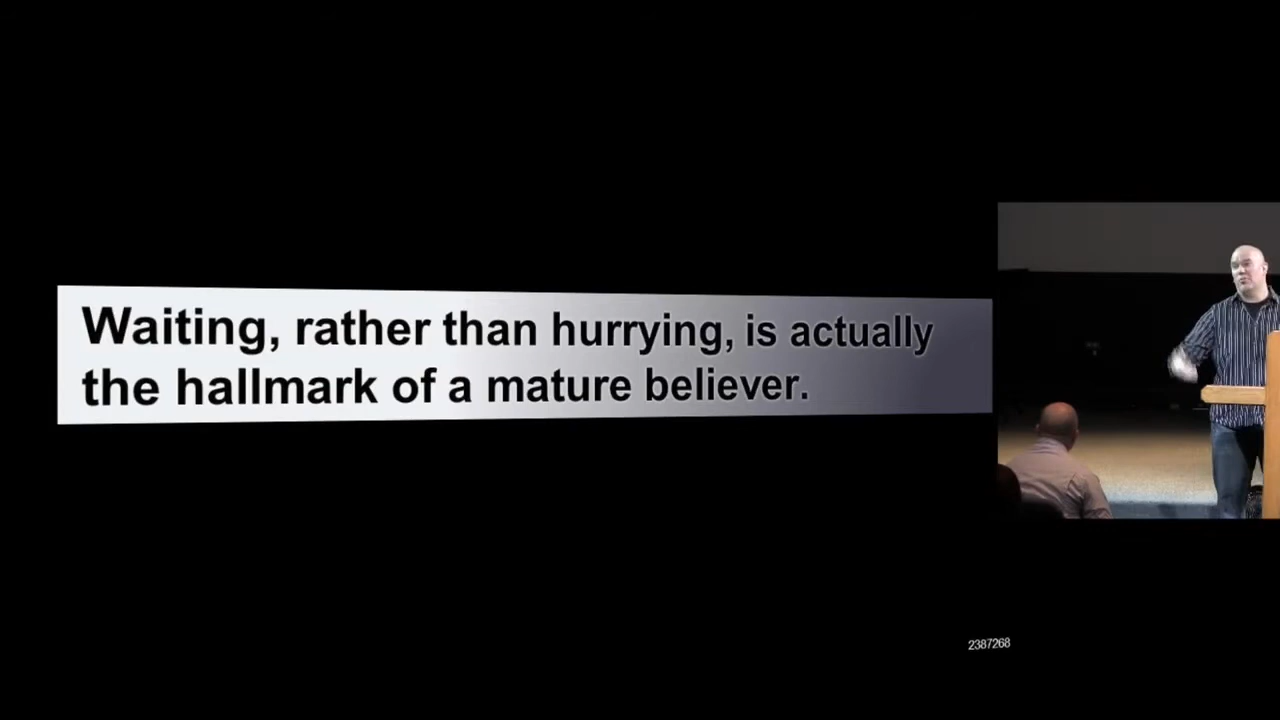 Waiting, rather than hurrying, is actually
the hallmark of a mature believer.
2387268